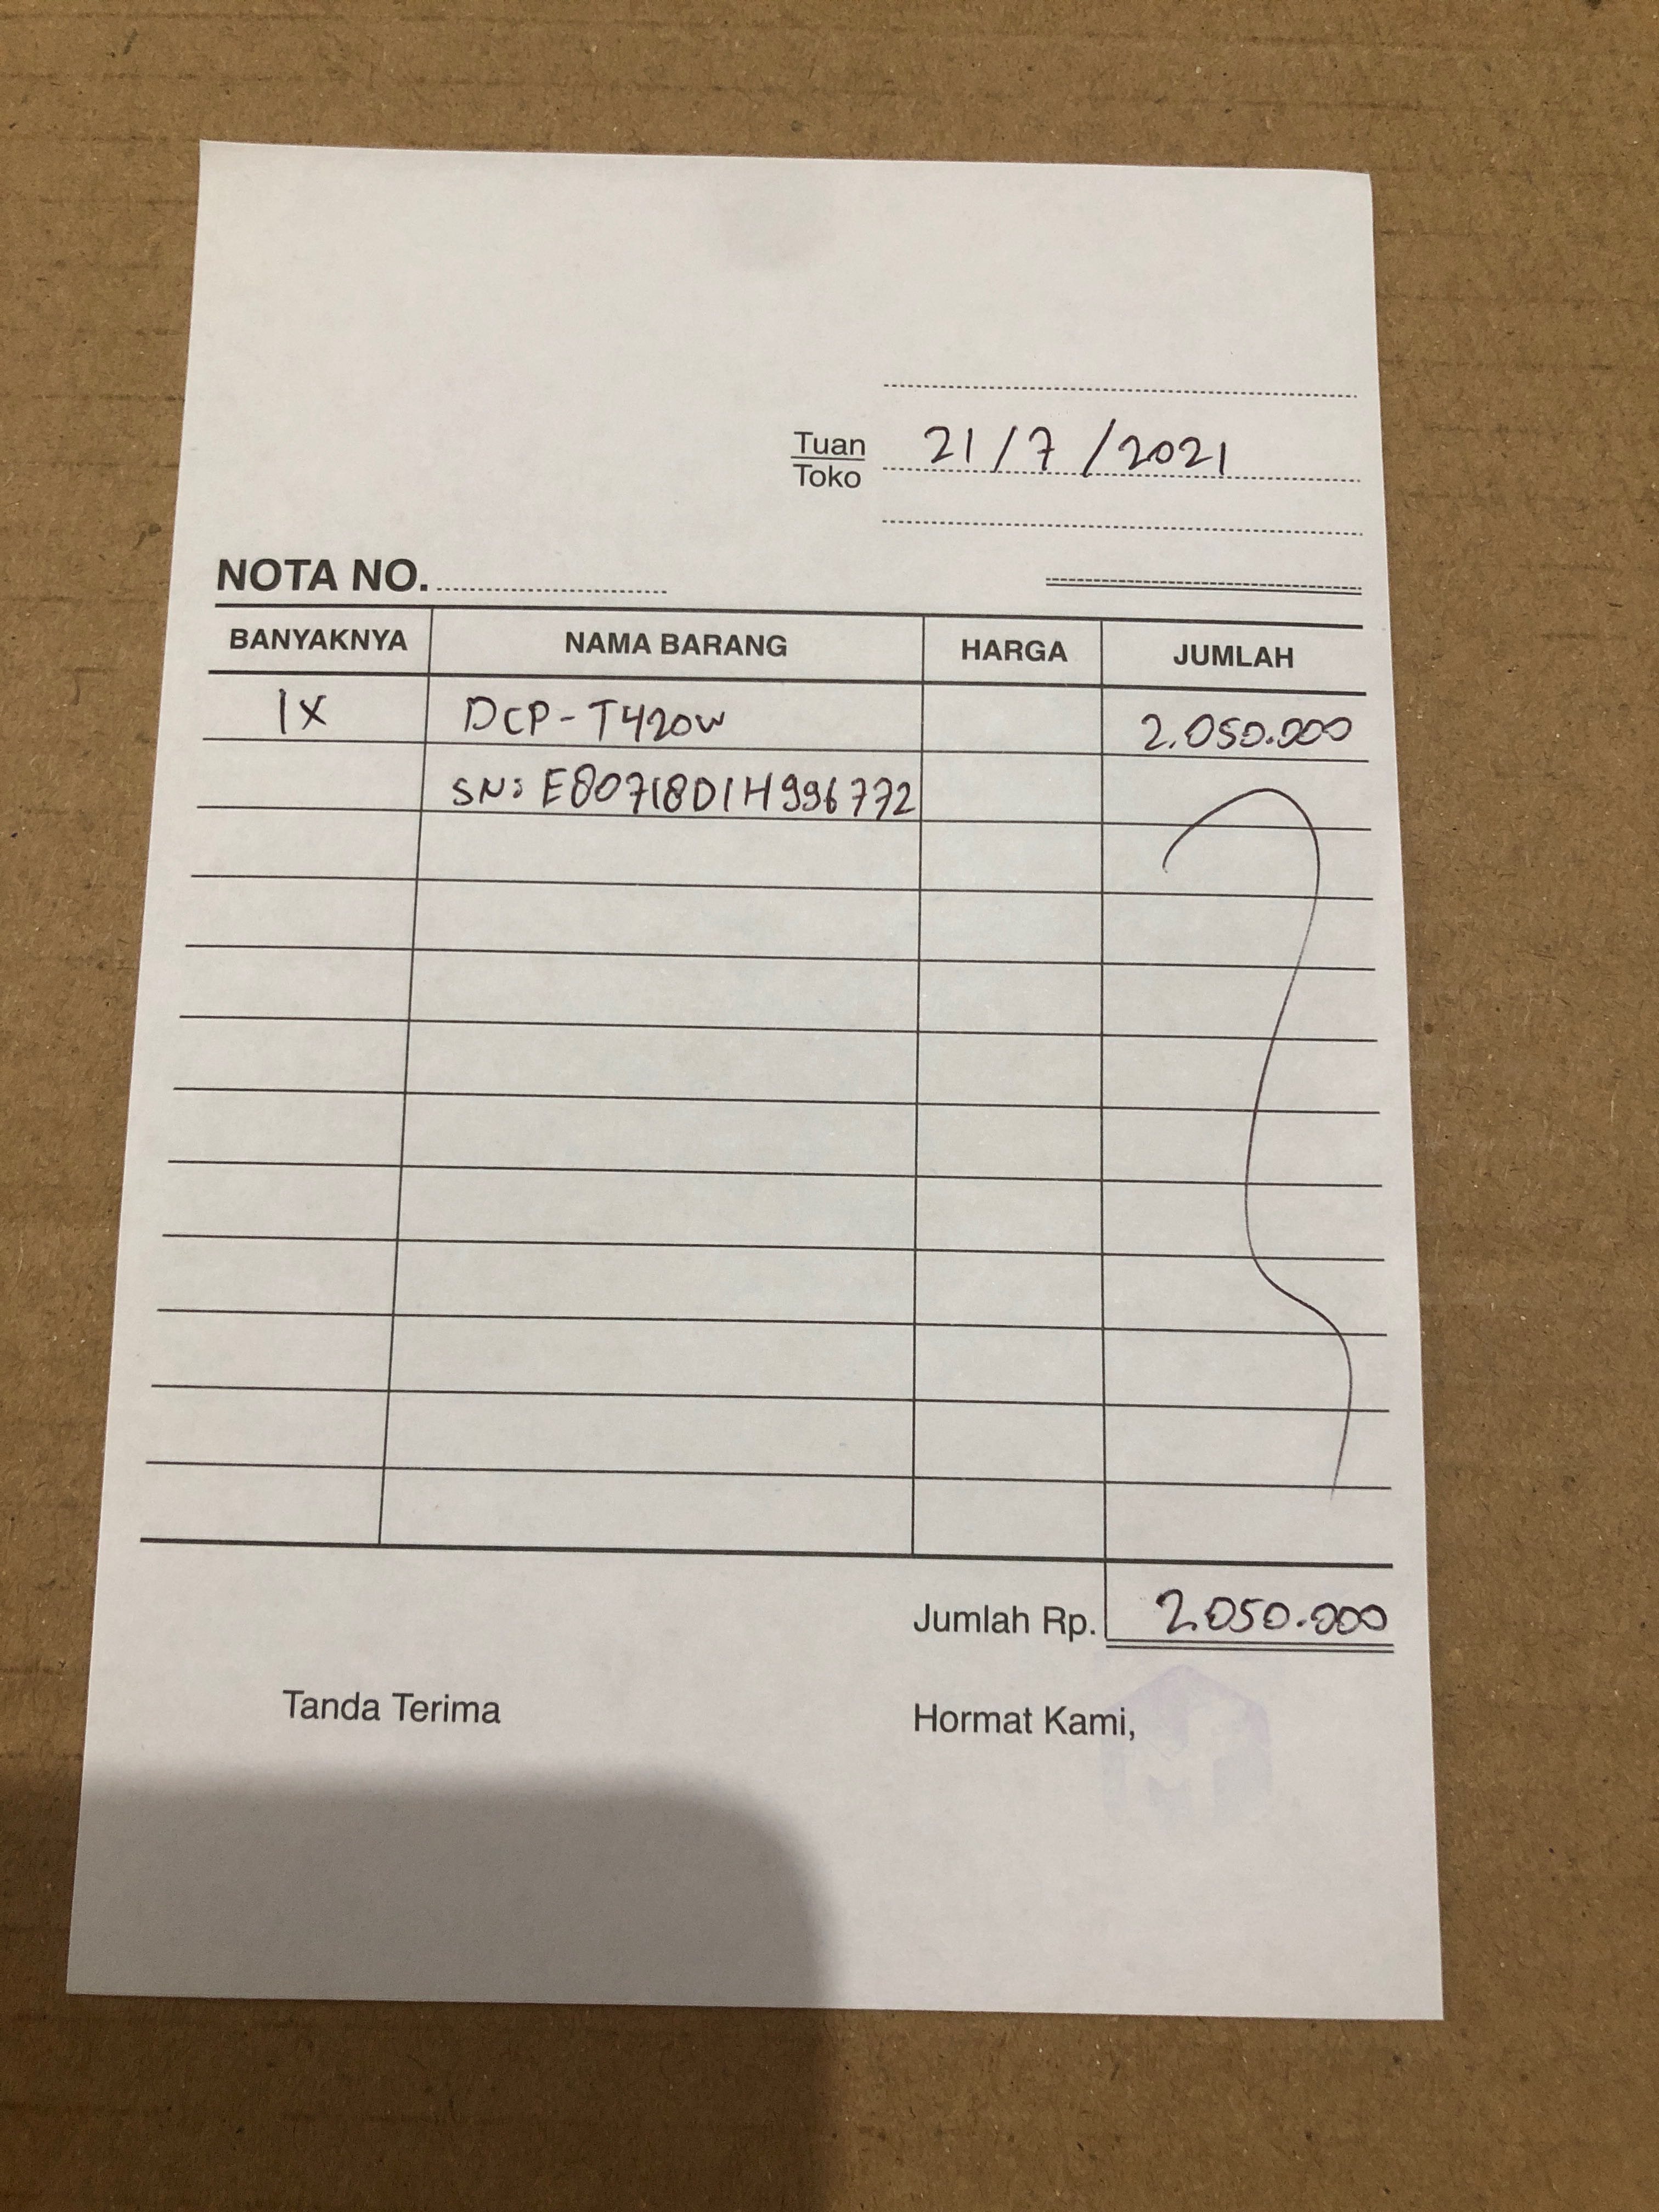 21/7/2021
Tuan
Toko
NOTA NO.
BANYAKNYA NAMA BARANG HARGA JUMLAH
1X DCP-T420W 2.050.000
SN: E80718D1H996772
Jumlah Rp. 2.050.000
Tanda Terima Hormat Kami,